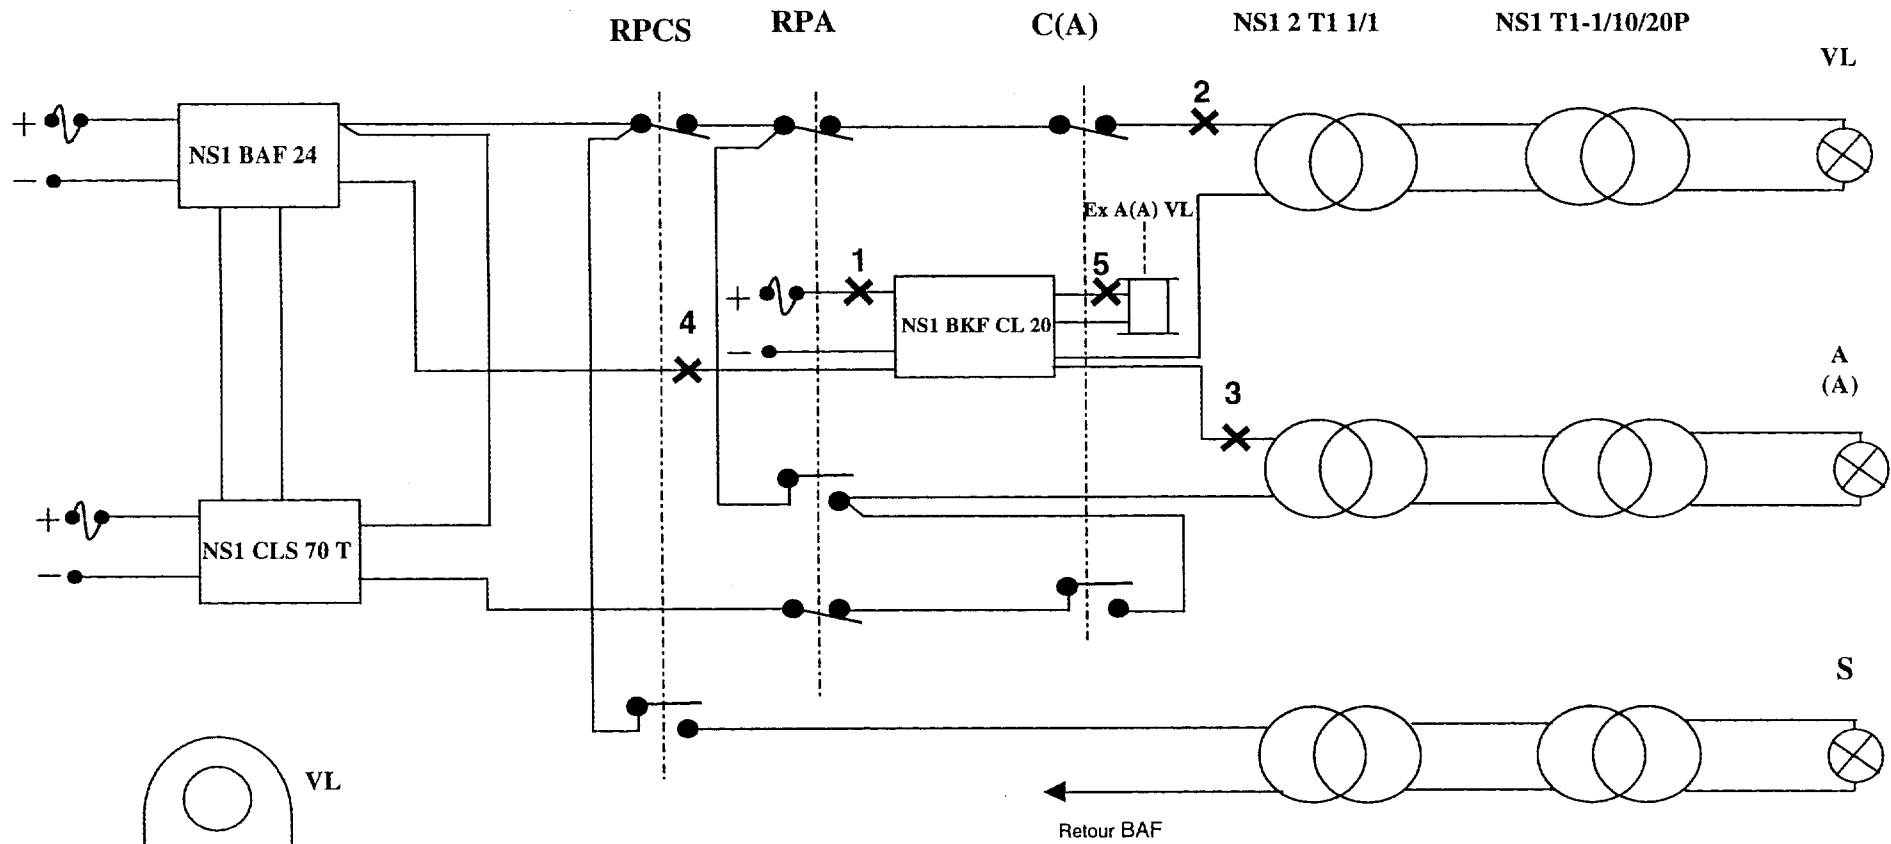 RPCS
RPA
C(A)
NS1 2 T1 1/1
NS1 T1-1/10/20P
VL
2
+
NS1 BAF 24
−
Ex A(A) VL
1
5
+
4
NS1 BKF CL 20
−
A
(A)
3
+
NS1 CLS 70 T
−
S
VL
Retour BAF